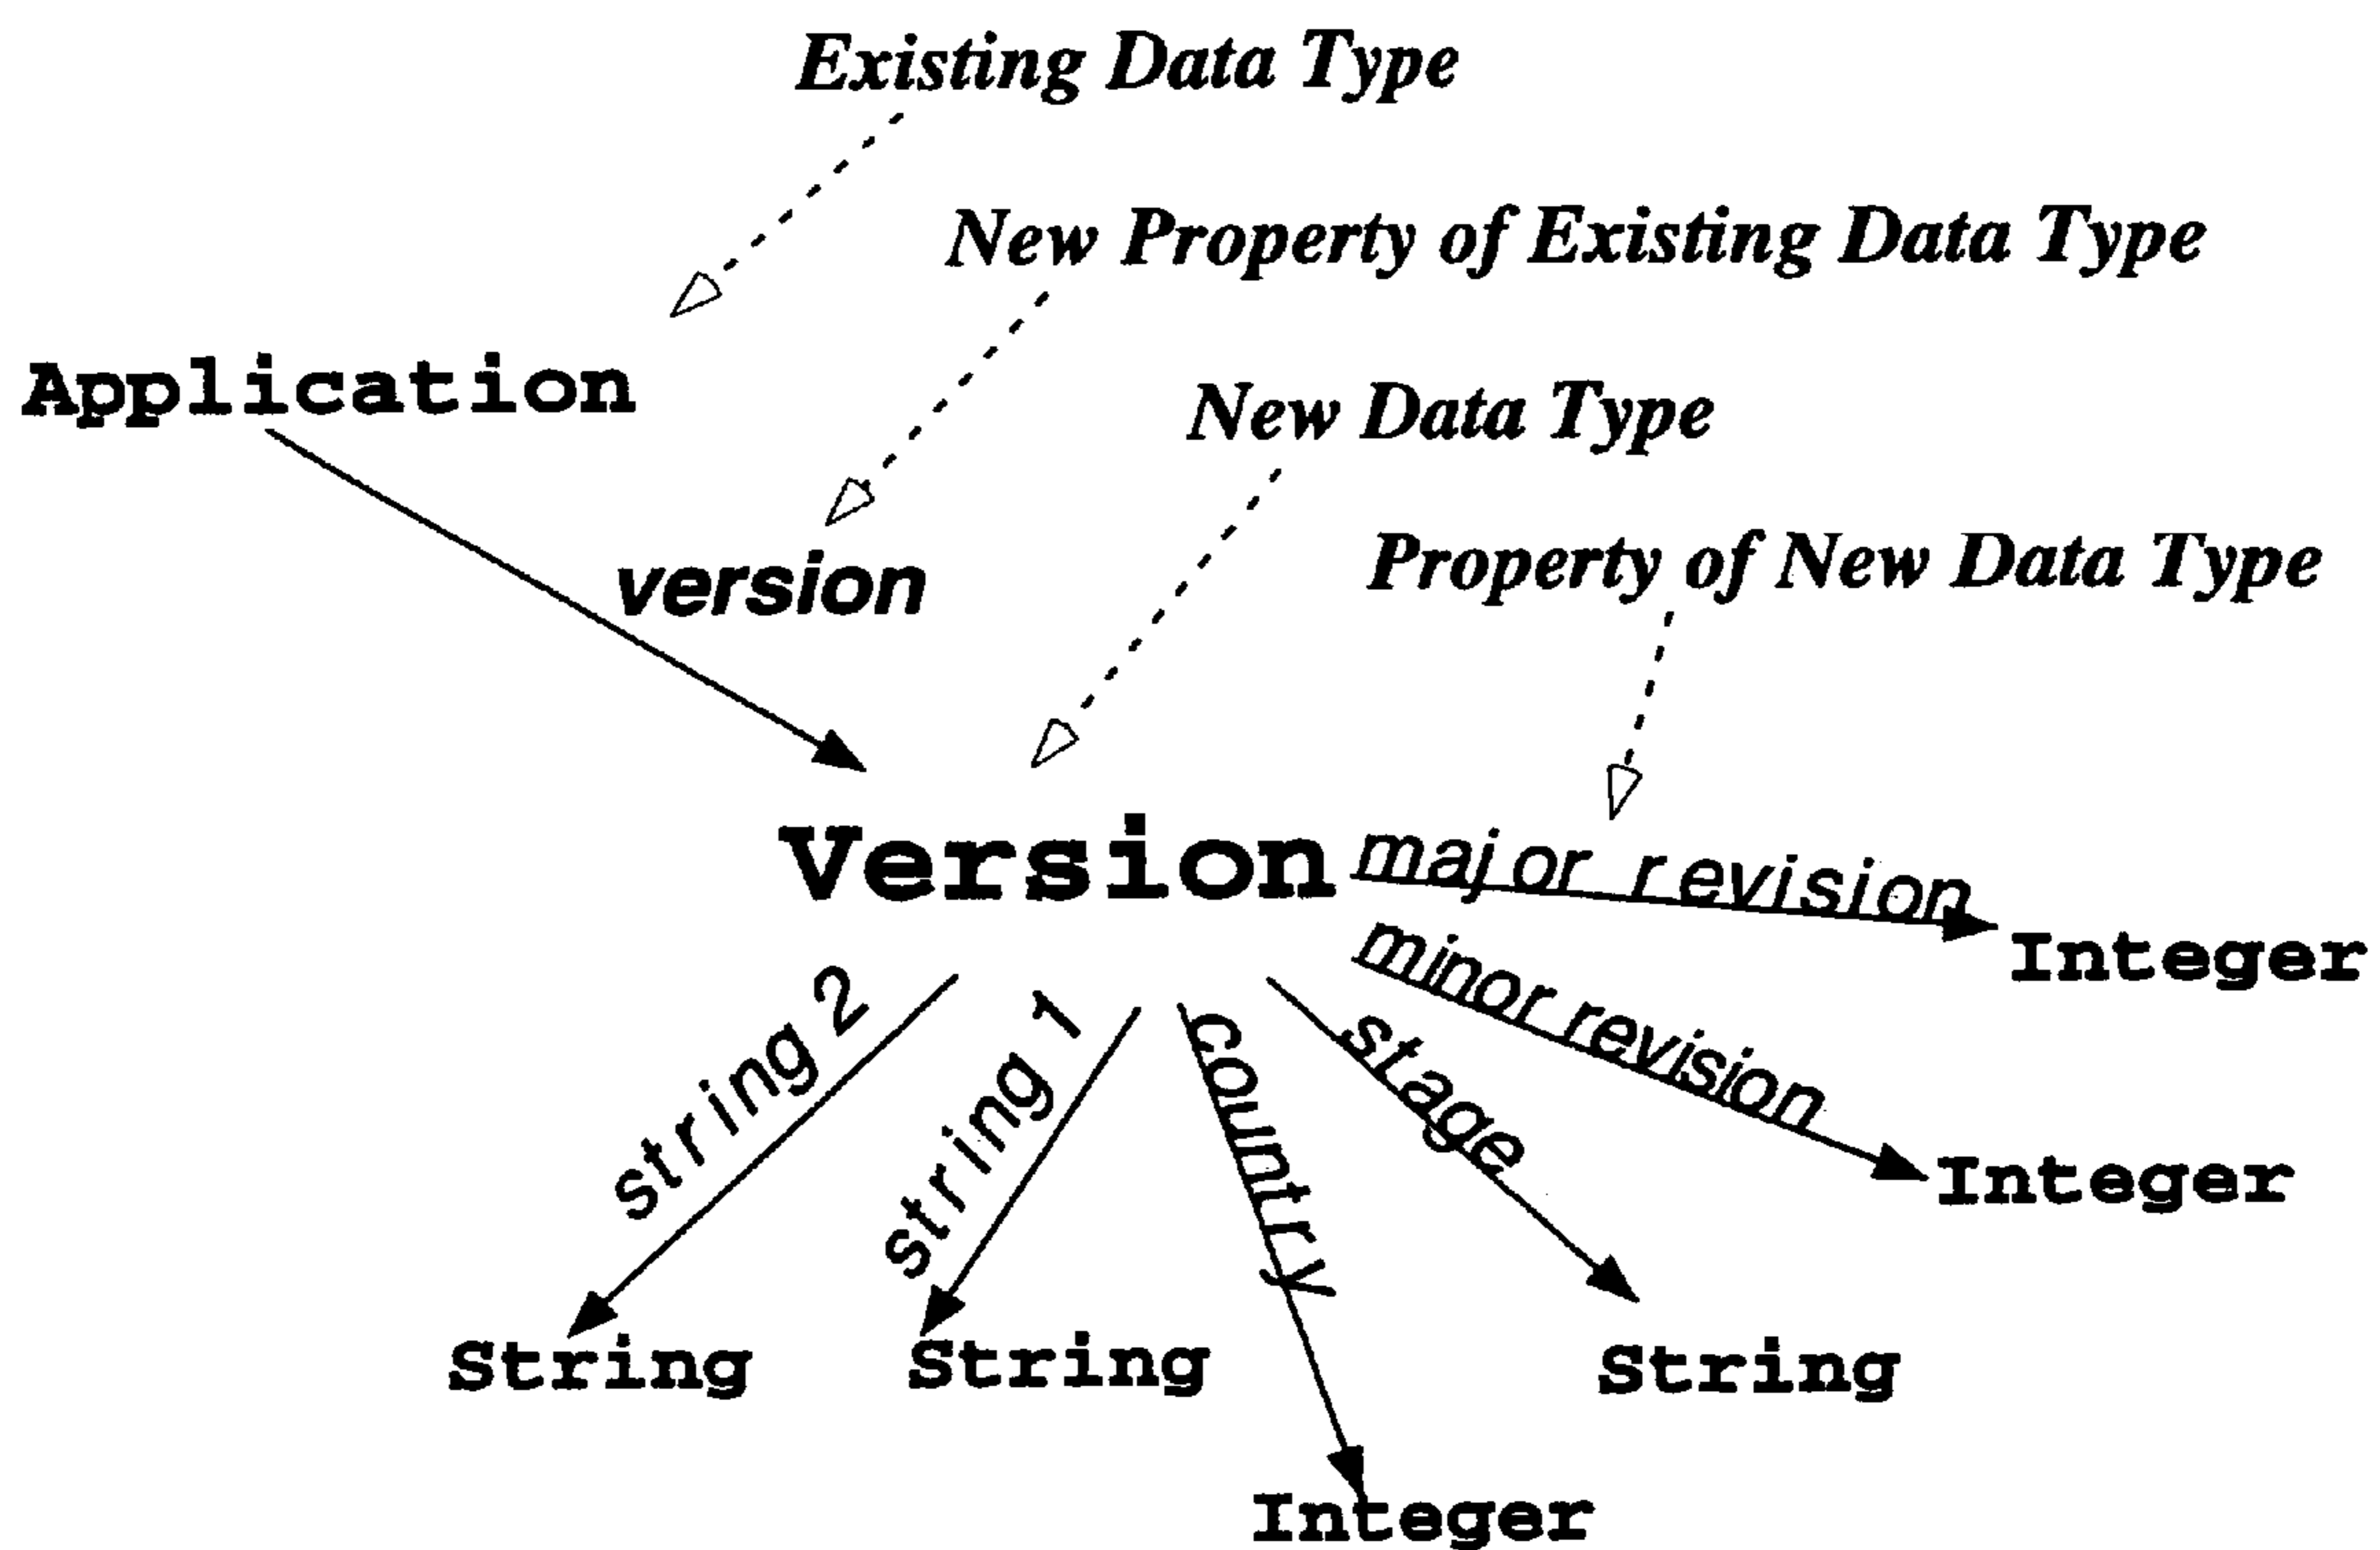 Existing Data Type
New Property of Existing Data Type
Application
New Data Type
Property of New Data Type
version
Version
major revision
Integer
minor revision
Integer
stage
String
country
Integer
string 1
String
string 2
String